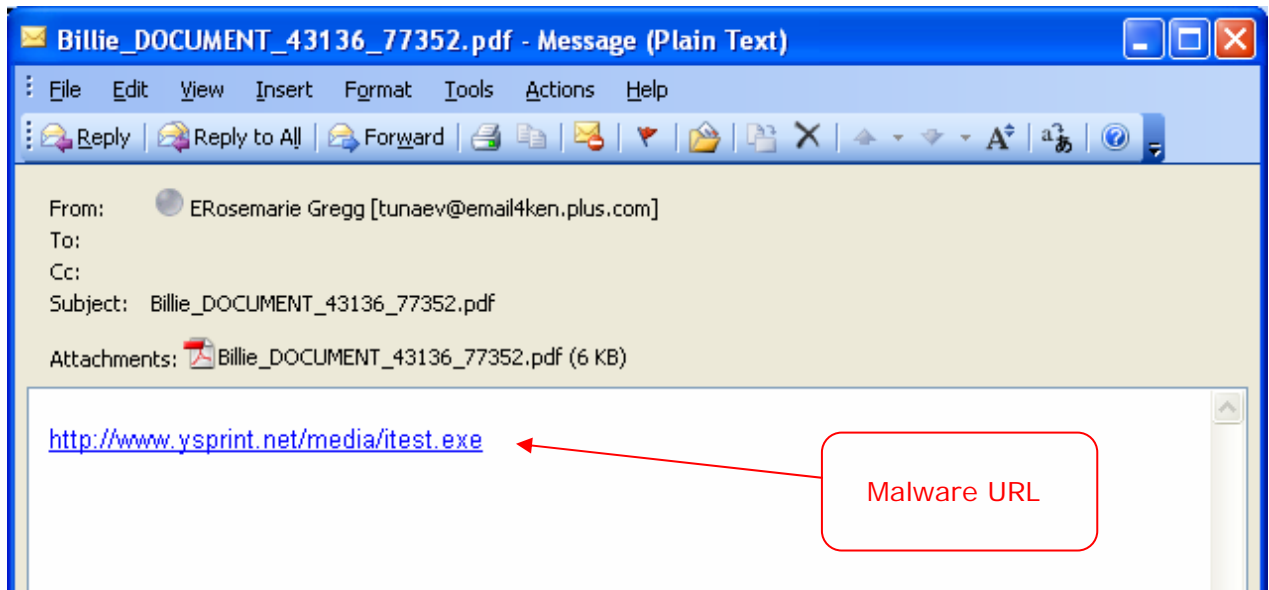 Billie_DOCUMENT_43136_77352.pdf - Message (Plain Text)
File Edit View Insert Format Tools Actions Help
Reply Reply to All Forward
From: ERosemarie Gregg [tunaev@email4ken.plus.com]
To:
Cc:
Subject: Billie_DOCUMENT_43136_77352.pdf
Attachments: Billie_DOCUMENT_43136_77352.pdf (6 KB)
http://www.ysprint.net/media/itest.exe
Malware URL